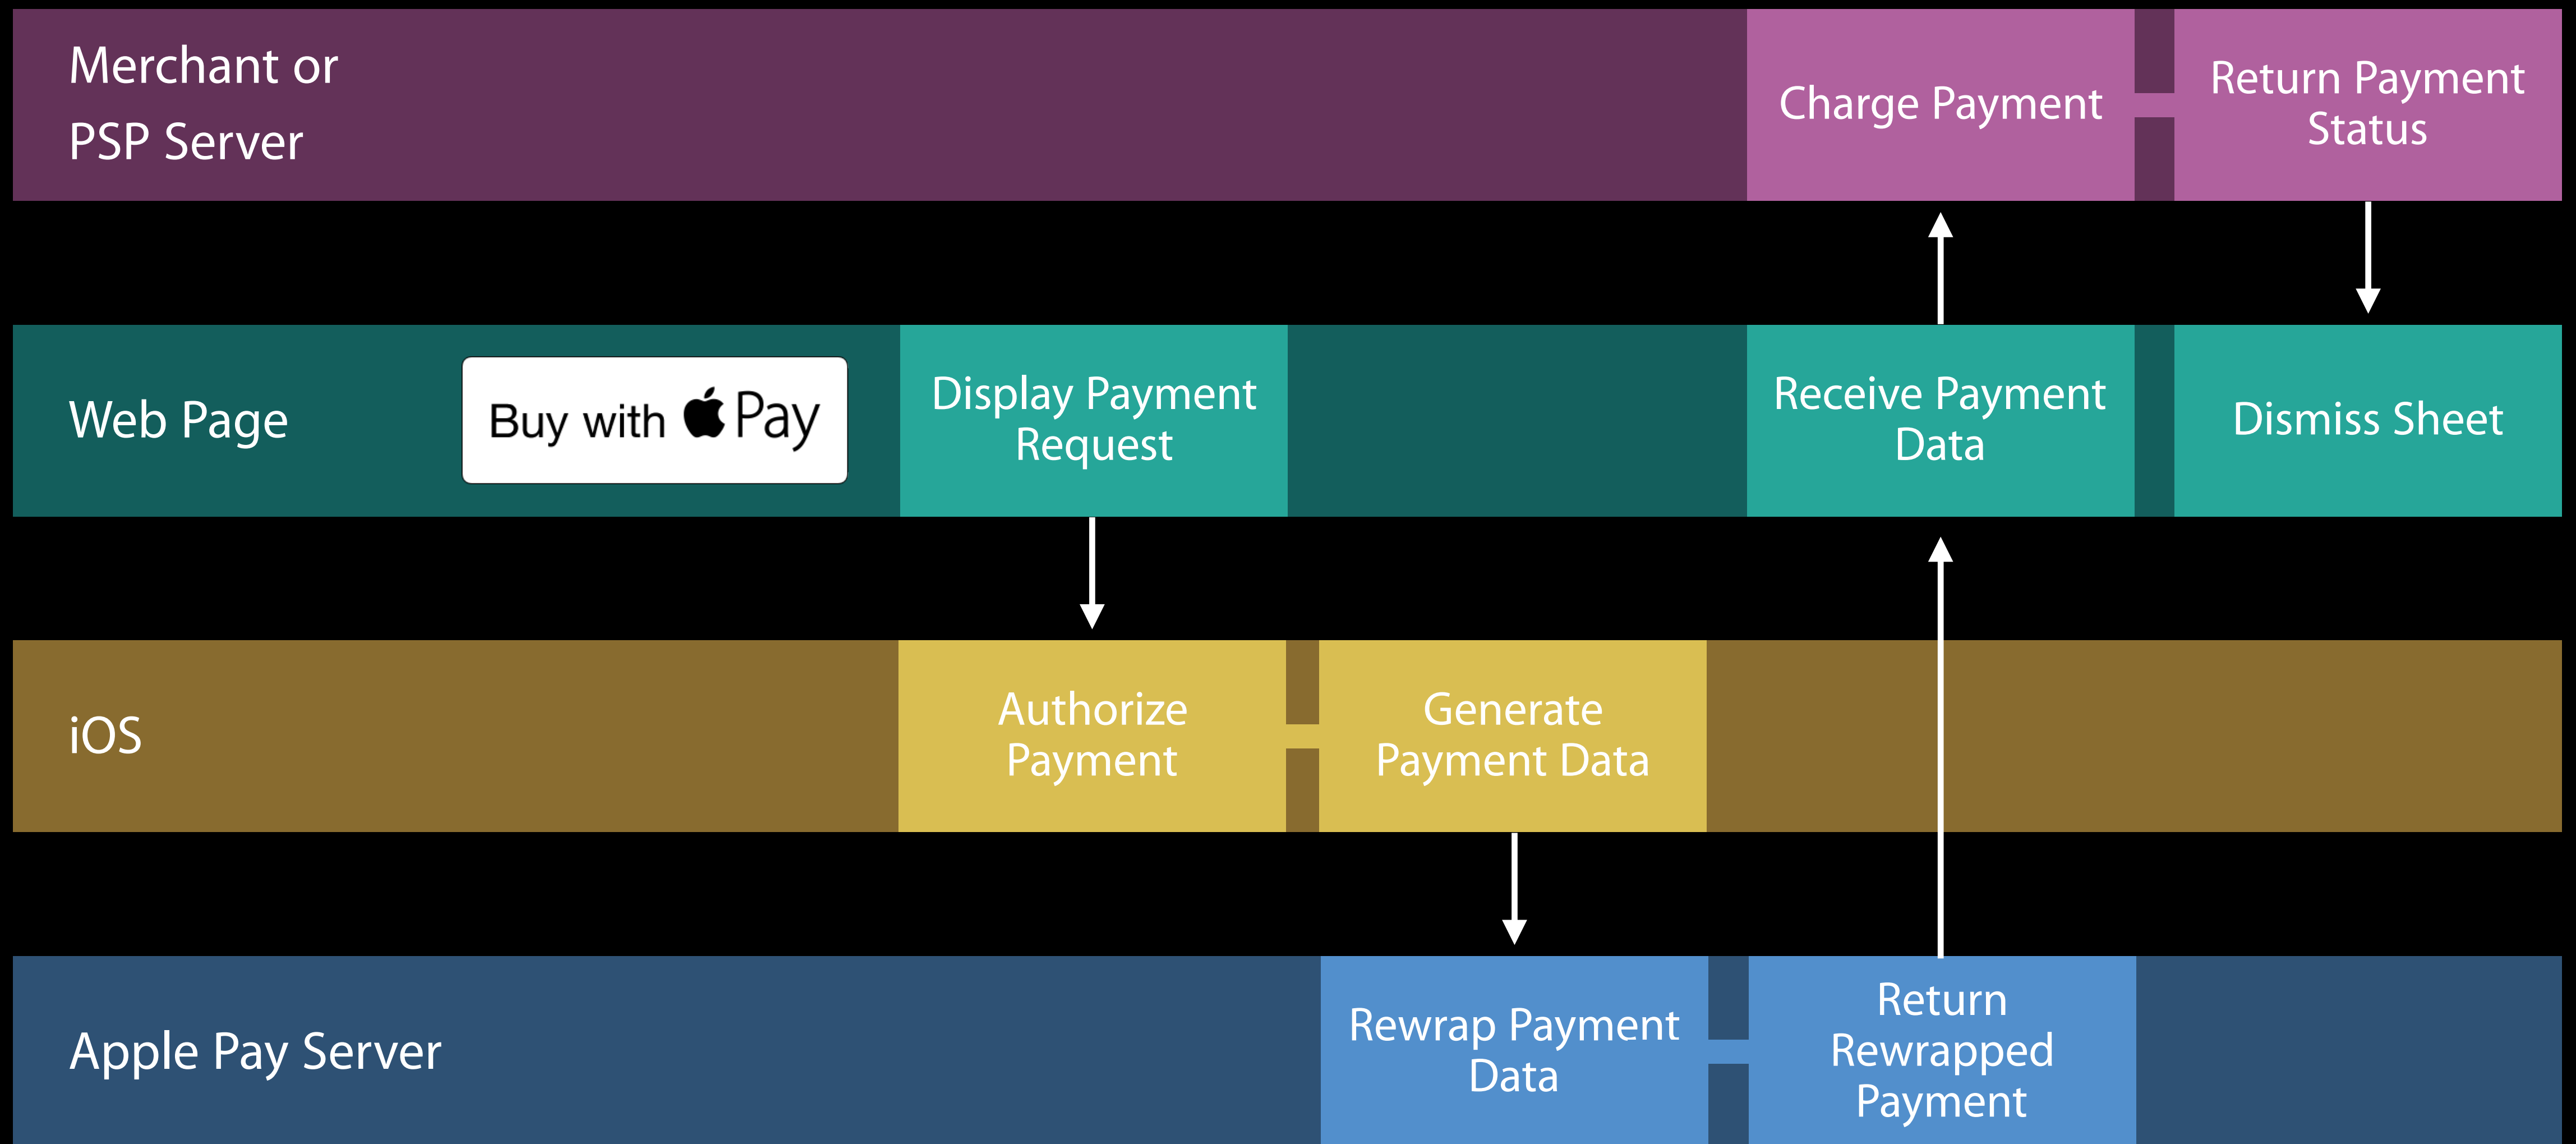 Merchant or
PSP Server
Charge Payment
Return Payment
Status
Web Page
Buy with Pay
Display Payment
Request
Receive Payment
Data
Dismiss Sheet
iOS
Authorize
Payment
Generate
Payment Data
Apple Pay Server
Rewrap Payment
Data
Return
Rewrapped
Payment